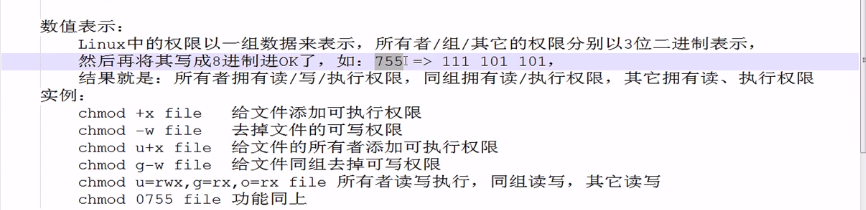 数值表示：
Linux中的权限以一组数据来表示，所有者/组/其它的权限分别以3位二进制表示，
然后再将其写成8进制进OK了，如：755 => 111 101 101，
结果就是：所有者拥有读/写/执行权限，同组拥有读/执行权限，其它拥有读、执行权限
实例：
chmod +x file 给文件添加可执行权限
chmod -w file 去掉文件的可写权限
chmod u+x file 给文件的所有者添加可执行权限
chmod g-w file 给文件同组去掉可写权限
chmod u=rwx,g=rx,o=rx file 所有者读写执行，同组读写，其它读写
chmod 0755 file 功能同上